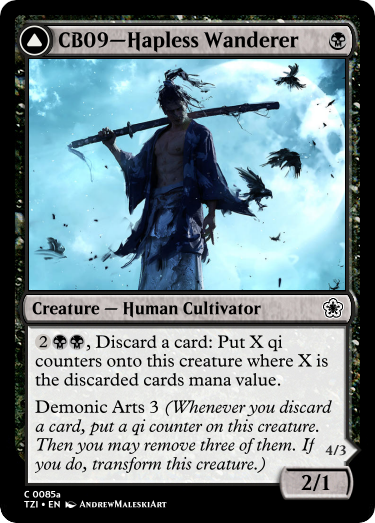 CB09—Hapless Wanderer
Creature — Human Cultivator
2, Discard a card: Put X qi
counters onto this creature where X is
the discarded cards mana value.
Demonic Arts 3 (Whenever you discard
a card, put a qi counter on this creature.
Then you may remove three of them. If
you do, transform this creature.)
4/3
2/1
C 0085a
TZI • EN AndrewMaleskiArt